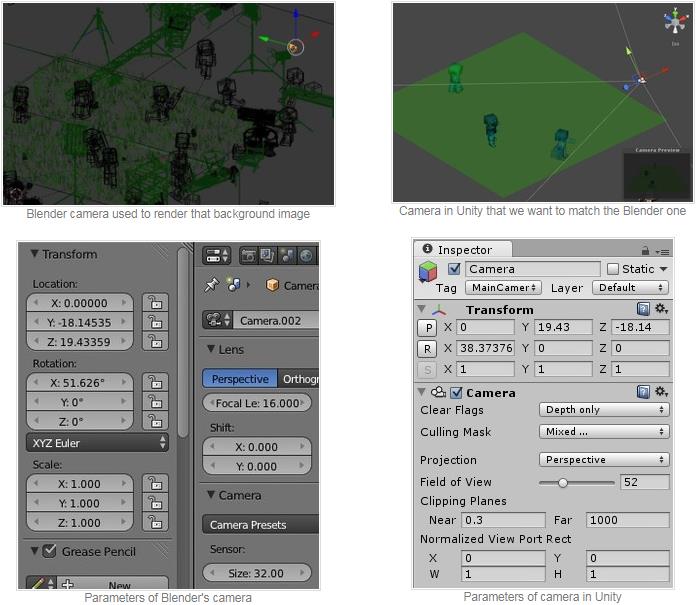 Camera Preview
Blender camera used to render that background image
Camera in Unity that we want to match the Blender one
Transform
Location:
X: 0.00000
Y: -18.14535
Z: 19.43359
Rotation:
X: 51.626°
Y: 0°
Z: 0°
XYZ Euler
Scale:
X: 1.000
Y: 1.000
Z: 1.000
Grease Pencil
New
Camera
Camera.002
Lens
Perspective Orthogr
Focal Le: 16.000
Shift:
X: 0.000
Y: 0.000
Camera
Camera Presets
Sensor:
Size: 32.00
Parameters of Blender's camera
Inspector
Camera Static
Tag MainCamer Layer Default
Transform
P X 0 Y 19.43 Z -18.14
R X 38.37376 Y 0 Z 0
S X 1 Y 1 Z 1
Camera
Clear Flags Depth only
Culling Mask Mixed ...
Projection Perspective
Field of View 52
Clipping Planes
Near 0.3 Far 1000
Normalized View Port Rect
X 0 Y 0
W 1 H 1
Parameters of camera in Unity